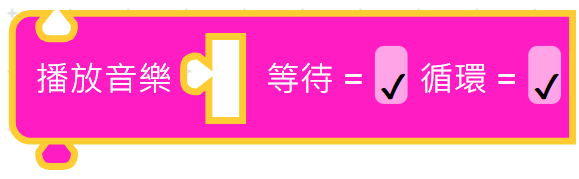 播放音樂 等待 = ✓ 循環 = ✓